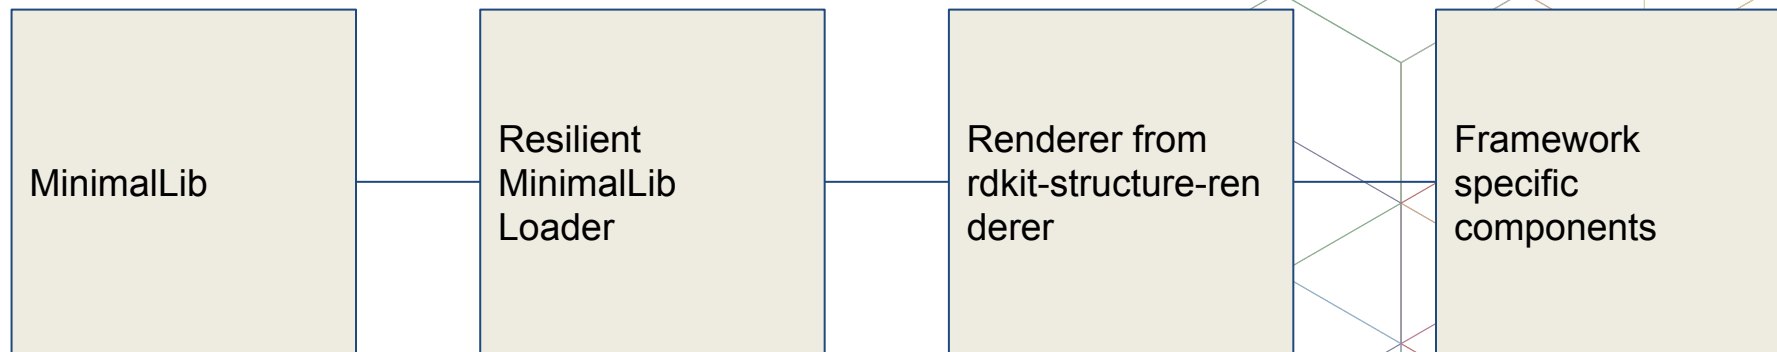 MinimalLib
Resilient
MinimalLib
Loader
Renderer from
rdkit-structure-ren
derer
Framework
specific
components